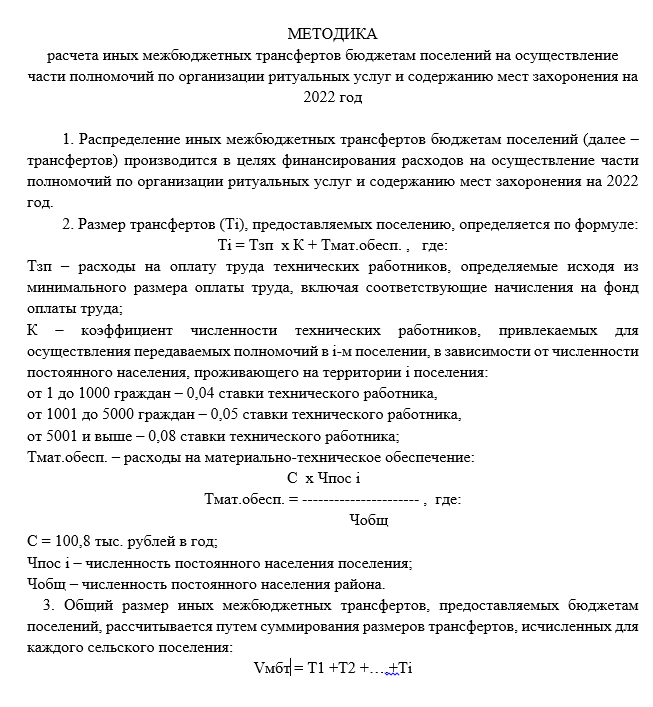 МЕТОДИКА
расчета иных межбюджетных трансфертов бюджетам поселений на осуществление
части полномочий по организации ритуальных услуг и содержанию мест захоронения на
2022 год
1. Распределение иных межбюджетных трансфертов бюджетам поселений (далее –
трансфертов) производится в целях финансирования расходов на осуществление части
полномочий по организации ритуальных услуг и содержанию мест захоронения на 2022
год.
2. Размер трансфертов (Ti), предоставляемых поселению, определяется по формуле:
Ti = Тзп х К + Тмат.обесп. , где:
Тзп – расходы на оплату труда технических работников, определяемые исходя из
минимального размера оплаты труда, включая соответствующие начисления на фонд
оплаты труда;
К – коэффициент численности технических работников, привлекаемых для
осуществления передаваемых полномочий в i-м поселении, в зависимости от численности
постоянного населения, проживающего на территории i поселения:
от 1 до 1000 граждан – 0,04 ставки технического работника,
от 1001 до 5000 граждан – 0,05 ставки технического работника,
от 5001 и выше – 0,08 ставки технического работника;
Тмат.обесп. – расходы на материально-техническое обеспечение:
С х Чпос i
Тмат.обесп. = ---------------------- , где:
Чобщ
С = 100,8 тыс. рублей в год;
Чпос i – численность постоянного населения поселения;
Чобщ – численность постоянного населения района.
3. Общий размер иных межбюджетных трансфертов, предоставляемых бюджетам
поселений, рассчитывается путем суммирования размеров трансфертов, исчисленных для
каждого сельского поселения:
Vмбт = T1 +T2 +….+Ti